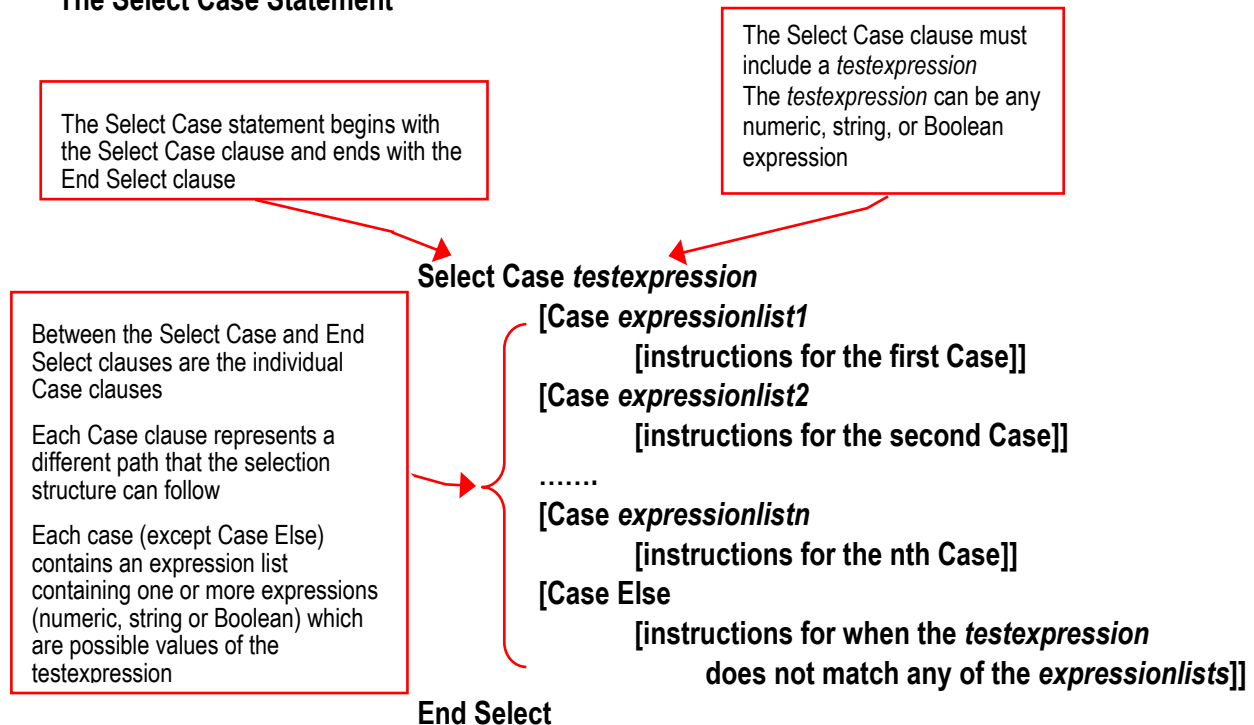 The Select Case Statement
The Select Case clause must
include a testexpression
The testexpression can be any
numeric, string, or Boolean
expression
The Select Case statement begins with
the Select Case clause and ends with the
End Select clause
Select Case testexpression
[Case expressionlist1
[instructions for the first Case]]
[Case expressionlist2
[instructions for the second Case]]
.......
[Case expressionlistn
[instructions for the nth Case]]
[Case Else
[instructions for when the testexpression
does not match any of the expressionlists]]
End Select
Between the Select Case and End
Select clauses are the individual
Case clauses
Each Case clause represents a
different path that the selection
structure can follow
Each case (except Case Else)
contains an expression list
containing one or more expressions
(numeric, string or Boolean) which
are possible values of the
testexpression